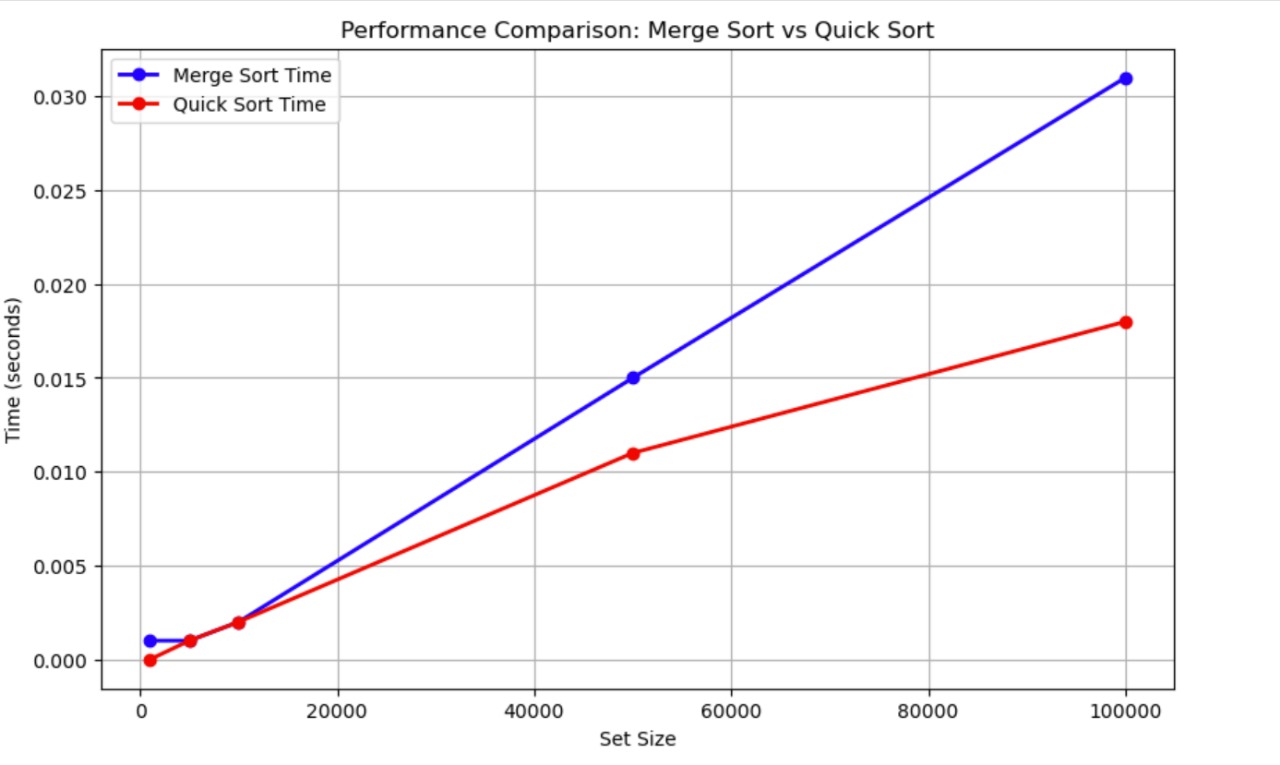 Performance Comparison: Merge Sort vs Quick Sort
Merge Sort Time
Quick Sort Time
0.030
0.025
0.020
0.015
0.010
0.005
0.000
Time (seconds)
0 20000 40000 60000 80000 100000
Set Size